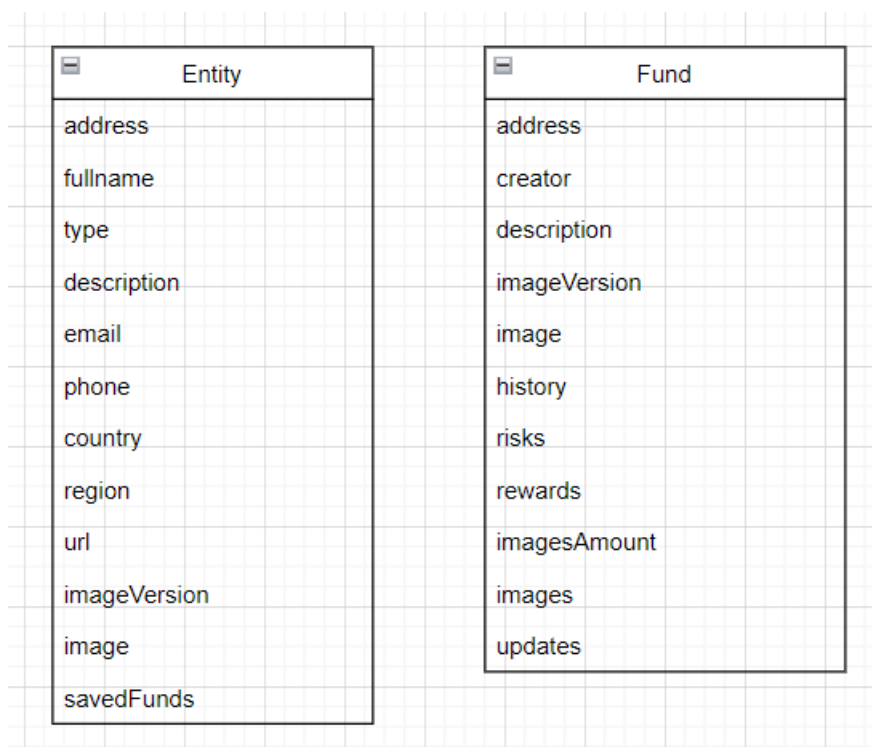 Entity
address
fullname
type
description
email
phone
country
region
url
imageVersion
image
savedFunds
Fund
address
creator
description
imageVersion
image
history
risks
rewards
imagesAmount
images
updates